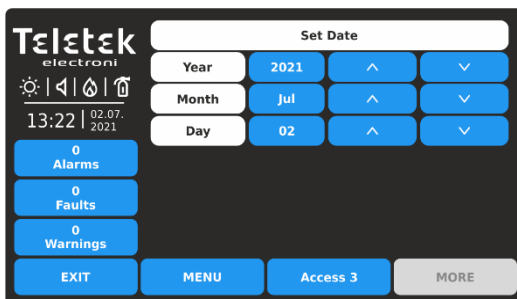 Teletek
electroni
13:22 02.07.
2021
0
Alarms
0
Faults
0
Warnings
EXIT
Set Date
Year 2021
Month Jul
Day 02
MENU
Access 3
MORE